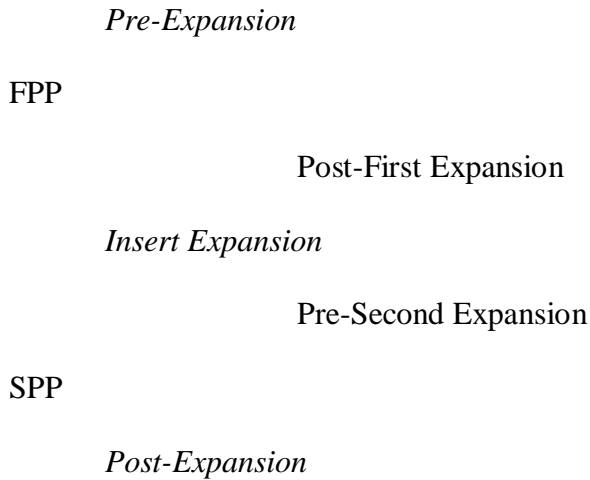 Pre-Expansion
FPP
Post-First Expansion
Insert Expansion
Pre-Second Expansion
SPP
Post-Expansion